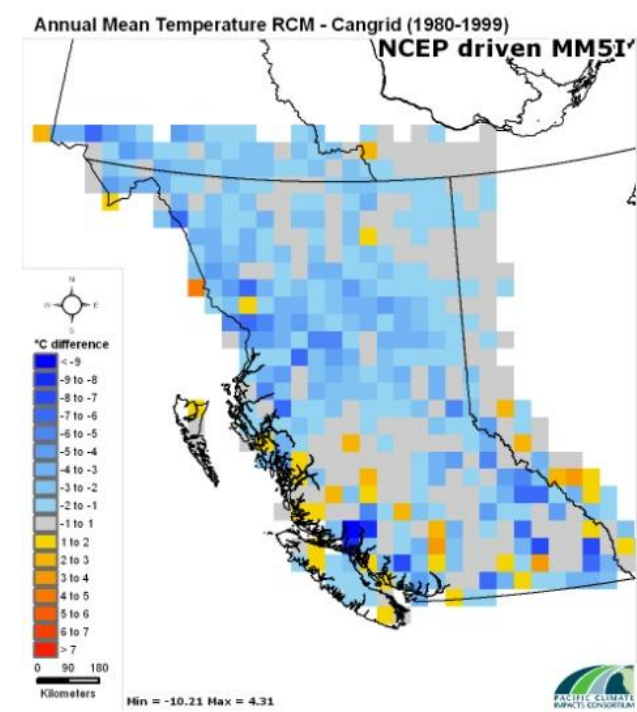 Annual Mean Temperature RCM - Cangrid (1980-1999)
NCEP driven MM5I
N
W E
S
°C difference
< -9
-9 to -8
-8 to -7
-7 to -6
-6 to -5
-5 to -4
-4 to -3
-3 to -2
-2 to -1
-1 to 1
1 to 2
2 to 3
3 to 4
4 to 5
5 to 6
6 to 7
> 7
0 90 180
Kilometers
Min = -10.21 Max = 4.31
PACIFIC CLIMATE
IMPACTS CONSORTIUM